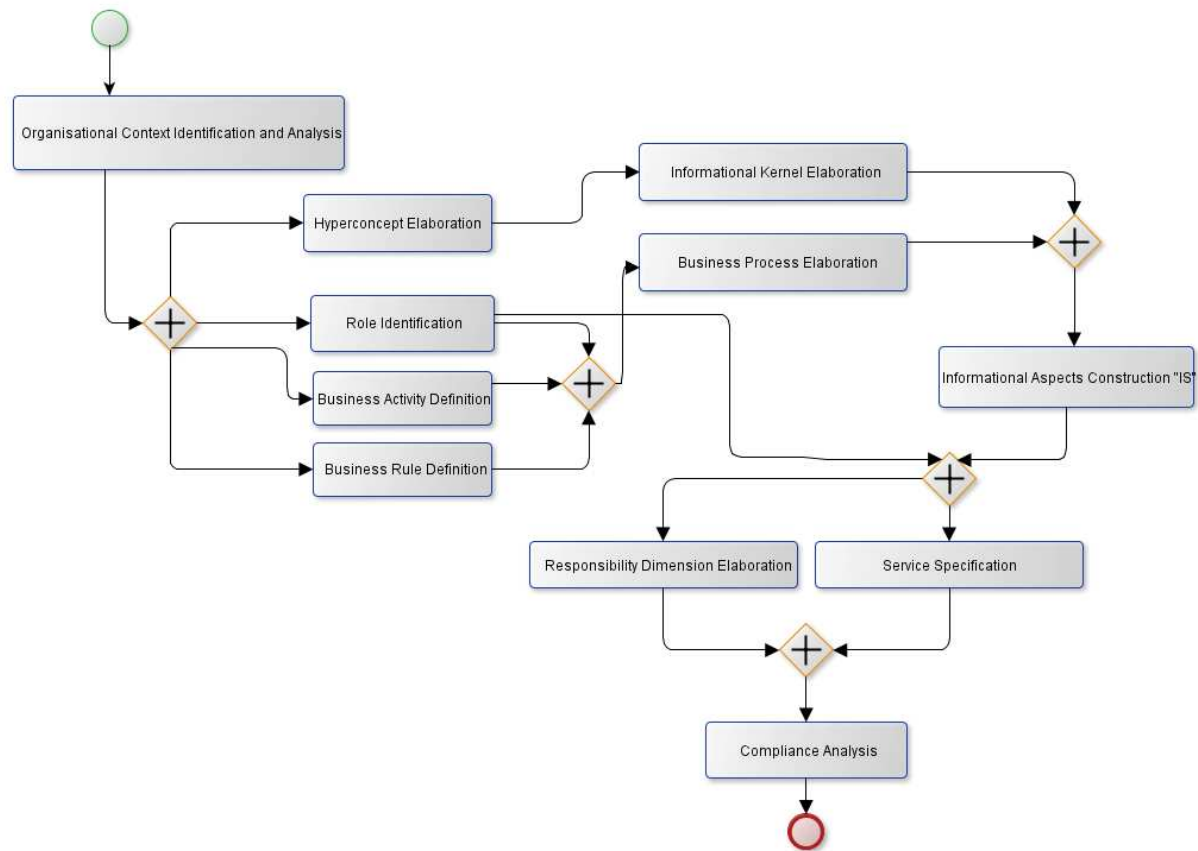 Organisational Context Identification and Analysis
Informational Kernel Elaboration
Hyperconcept Elaboration
Business Process Elaboration
Role Identification
Informational Aspects Construction "IS"
Business Activity Definition
Business Rule Definition
Responsibility Dimension Elaboration
Service Specification
Compliance Analysis